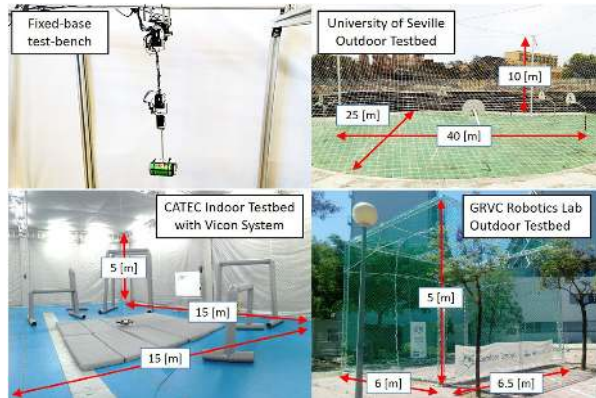 Fixed-base
test-bench
University of Seville
Outdoor Testbed
10 [m]
25 [m]
40 [m]
CATEC Indoor Testbed
with Vicon System
5 [m]
15 [m]
15 [m]
GRVC Robotics Lab
Outdoor Testbed
5 [m]
6 [m]
6.5 [m]